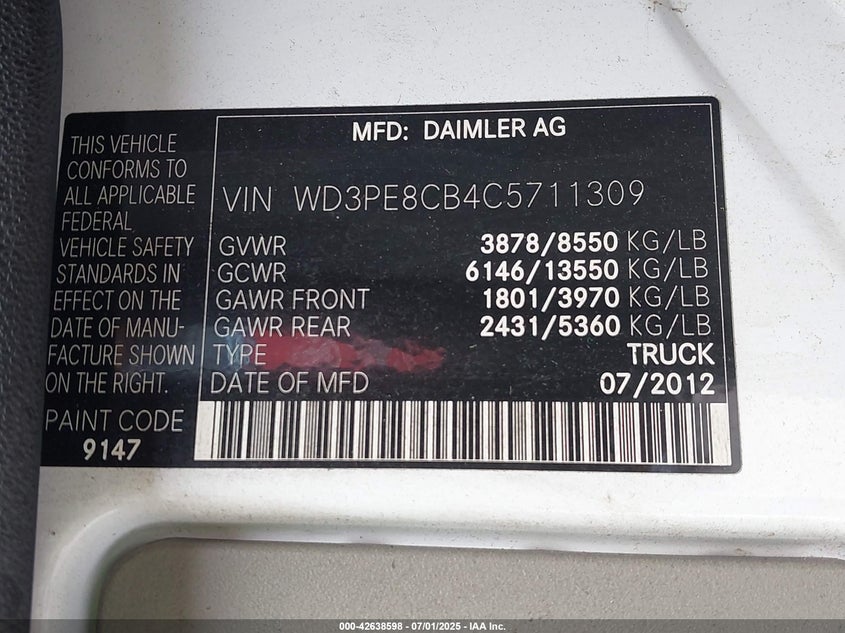 THIS VEHICLE
CONFORMS TO
ALL APPLICABLE
FEDERAL
VEHICLE SAFETY
STANDARDS IN
EFFECT ON THE
DATE OF MANU-
FACTURE SHOWN
ON THE RIGHT.
PAINT CODE
9147
MFD: DAIMLER AG
VIN WD3PE8CB4C5711309
GVWR 3878/8550 KG/LB
GCWR 6146/13550 KG/LB
GAWR FRONT 1801/3970 KG/LB
GAWR REAR 2431/5360 KG/LB
TYPE TRUCK
DATE OF MFD 07/2012
000-42638598 - 07/01/2025 - IAA Inc.